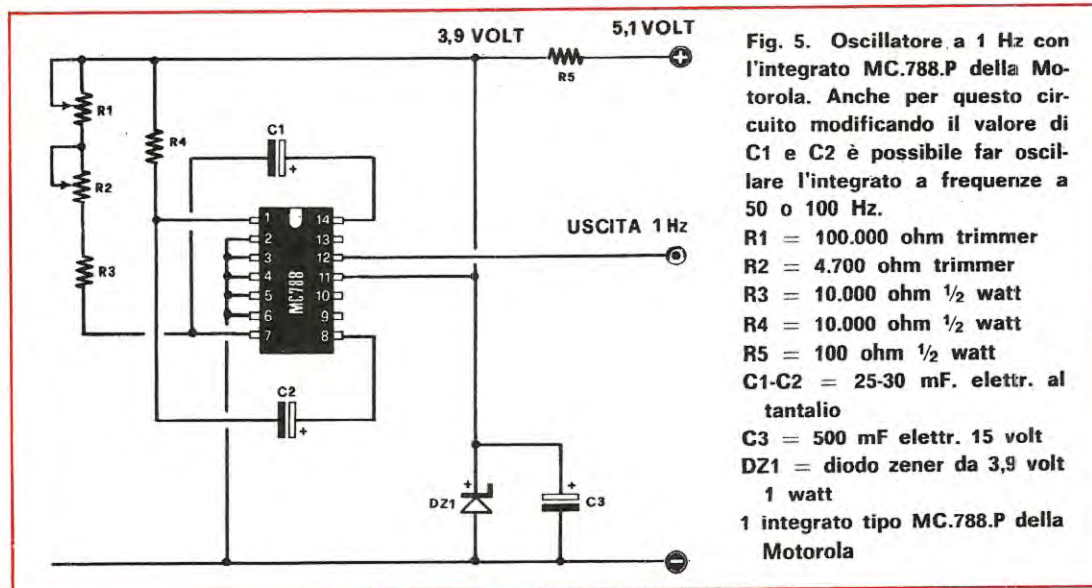 3,9 VOLT
5,1 VOLT
R5
R1
R4
C1
R2
R3
USCITA 1 Hz
MC788
1
2
3
4
5
6
7
14
13
12
11
10
9
8
C2
DZ1
C3
Fig. 5. Oscillatore a 1 Hz con
l'integrato MC.788.P della Mo-
torola. Anche per questo cir-
cuito modificando il valore di
C1 e C2 è possibile far oscil-
lare l'integrato a frequenze a
50 o 100 Hz.
R1 = 100.000 ohm trimmer
R2 = 4.700 ohm trimmer
R3 = 10.000 ohm ½ watt
R4 = 10.000 ohm ½ watt
R5 = 100 ohm ½ watt
C1-C2 = 25-30 mF. elettr. al
tantalio
C3 = 500 mF elettr. 15 volt
DZ1 = diodo zener da 3,9 volt
1 watt
1 integrato tipo MC.788.P della
Motorola